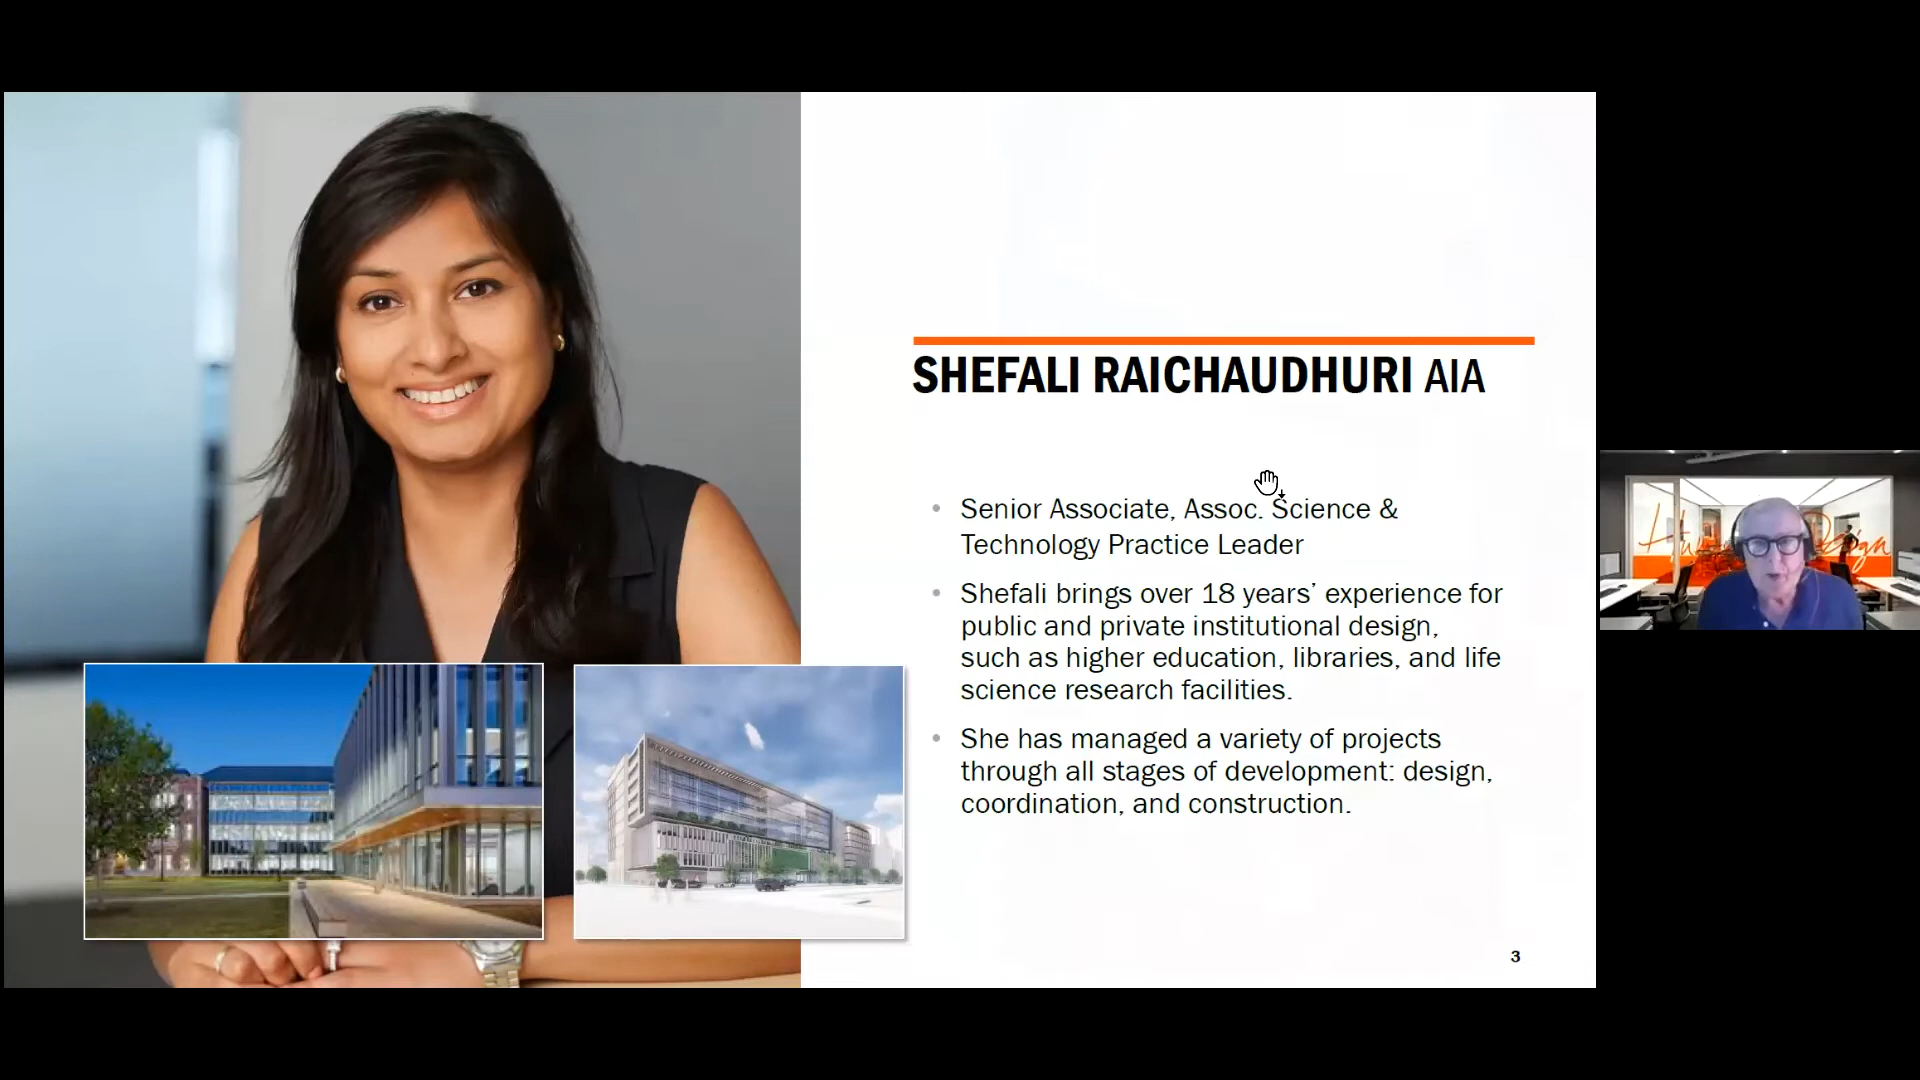 SHEFALI RAICHAUDHURI AIA
• Senior Associate, Assoc. Science &
Technology Practice Leader
• Shefali brings over 18 years’ experience for
public and private institutional design,
such as higher education, libraries, and life
science research facilities.
• She has managed a variety of projects
through all stages of development: design,
coordination, and construction.
3
Design